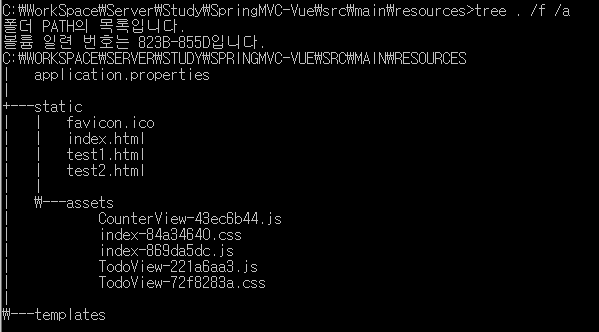 C:₩WorkSpace₩Server₩Study₩SpringMVC-Vue₩src₩main₩resources>tree . /f /a
폴더 PATH의 목록입니다.
볼륨 일련 번호는 823B-855D입니다.
C:₩WORKSPACE₩SERVER₩STUDY₩SPRINGMVC-VUE₩SRC₩MAIN₩RESOURCES
|   application.properties
|
+---static
|   |   favicon.ico
|   |   index.html
|   |   test1.html
|   |   test2.html
|   |
|   ₩---assets
|           CounterView-43ec6b44.js
|           index-84a34640.css
|           index-869da5dc.js
|           TodoView-221a6aa3.js
|           TodoView-72f8283a.css
|
₩---templates